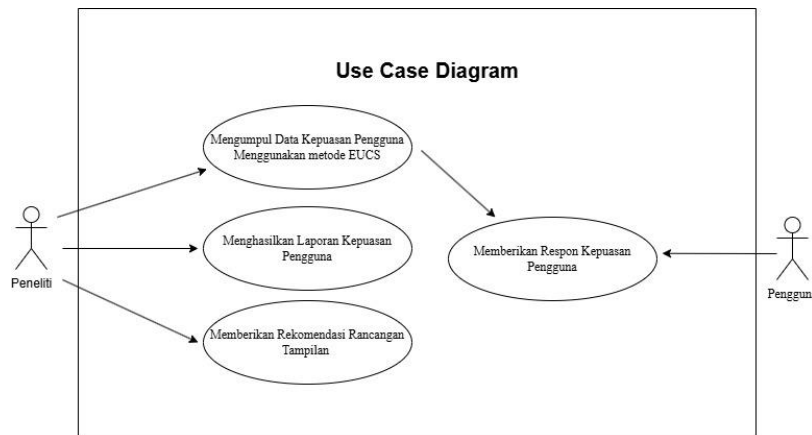 Use Case Diagram
Mengumpul Data Kepuasan Pengguna
Menggunakan metode EUCS
Menghasilkan Laporan Kepuasan
Pengguna
Memberikan Respon Kepuasan
Pengguna
Peneliti
Penggun
Memberikan Rekomendasi Rancangan
Tampilan